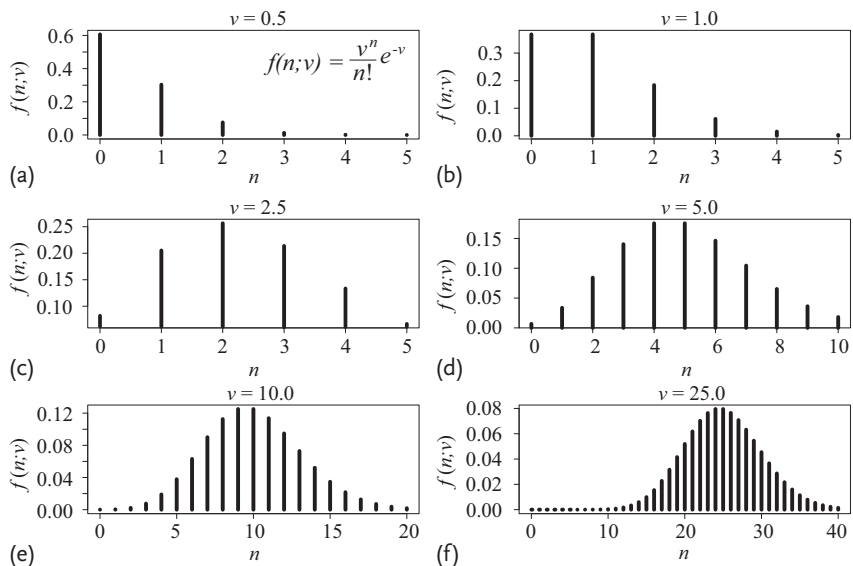 v = 0.5
0.6
0.4
0.2
0.0
f(n;v)
f(n;v) = v^n/n! e^-v
0 1 2 3 4 5
(a)
n
v = 1.0
0.3
0.2
0.1
0.0
f(n;v)
0 1 2 3 4 5
(b)
n
v = 2.5
0.25
0.20
0.15
0.10
f(n;v)
0 1 2 3 4 5
(c)
n
v = 5.0
0.15
0.10
0.05
0.00
f(n;v)
0 2 4 6 8 10
(d)
n
v = 10.0
0.12
0.08
0.04
0.00
f(n;v)
5 10 15 20
(e)
n
v = 25.0
0.08
0.06
0.04
0.02
0.00
f(n;v)
0 10 20 30 40
(f)
n